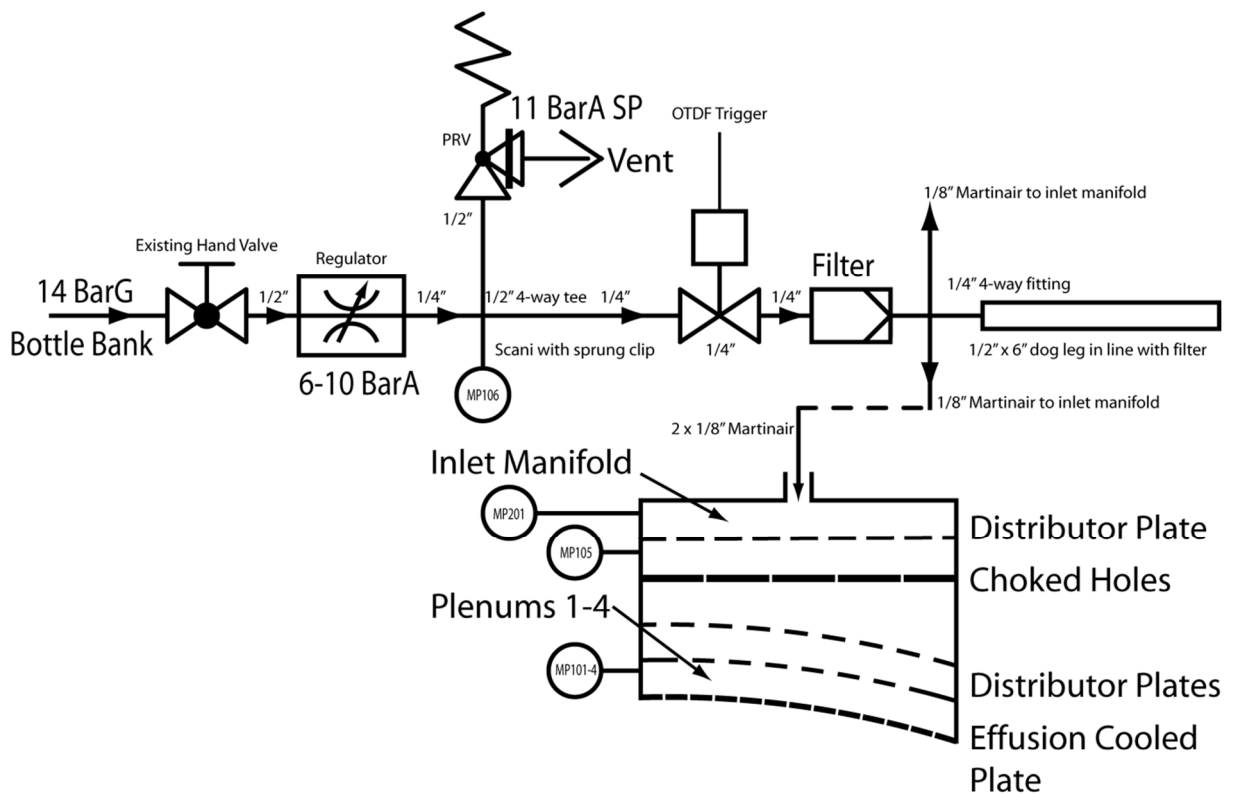 11 BarA SP
OTDF Trigger
PRV
Vent
1/2”
1/8” Martinair to inlet manifold
Existing Hand Valve
Regulator
Filter
14 BarG
1/2”
1/4”
1/2” 4-way tee
1/4”
1/4”
1/4” 4-way fitting
Bottle Bank
Scani with sprung clip
1/4”
1/2” x 6” dog leg in line with filter
6-10 BarA
MP106
1/8” Martinair to inlet manifold
2 x 1/8” Martinair
Inlet Manifold
MP201
Distributor Plate
MP105
Choked Holes
Plenums 1-4
MP101-4
Distributor Plates
Effusion Cooled
Plate